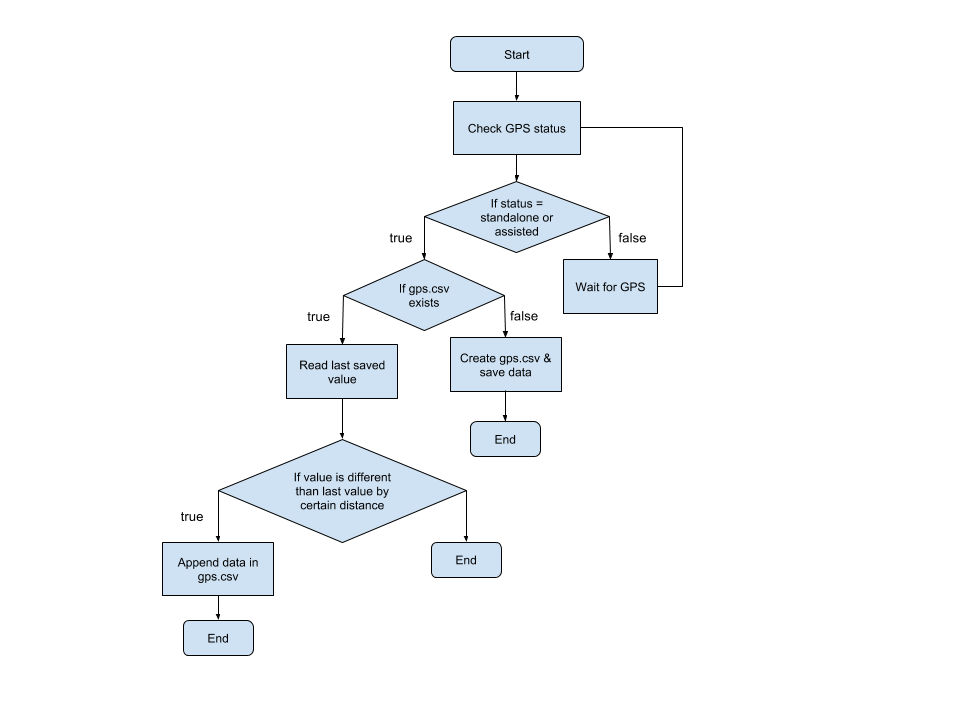 Start
Check GPS status
If status =
standalone or
assisted
true
false
If gps.csv
exists
Wait for GPS
true
false
Read last saved
value
Create gps.csv &
save data
End
If value is different
than last value by
certain distance
true
Append data in
gps.csv
End
End